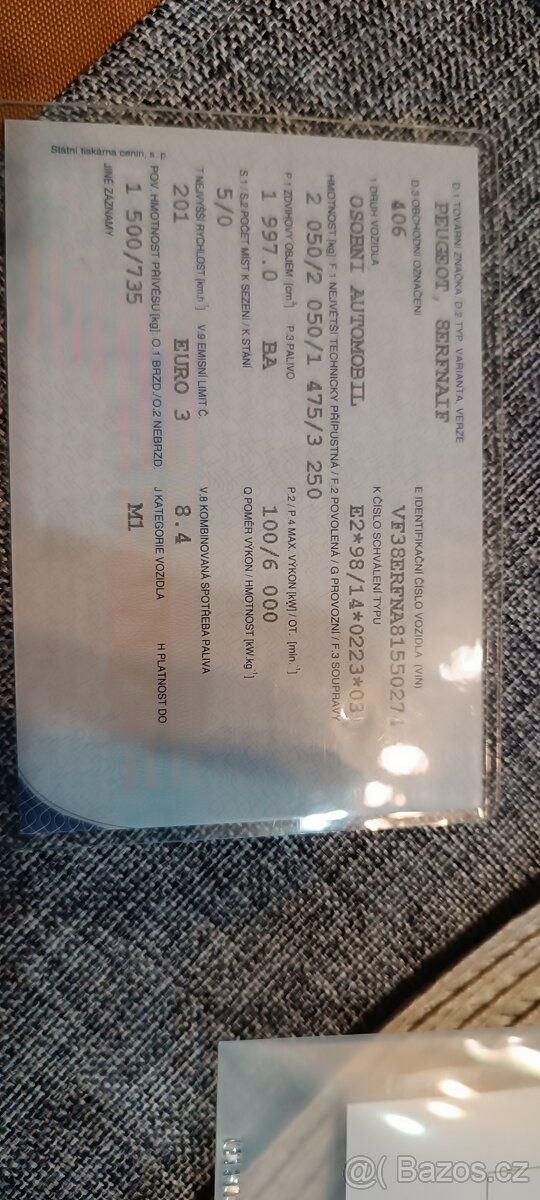 D.1 TOVÁRNÍ ZNAČKA D.2 TYP, VARIANTA, VERZE
PEUGEOT, 8ERFNAIF
D.3 OBCHODNÍ OZNAČENÍ
406
E IDENTIFIKAČNÍ ČÍSLO VOZIDLA (VIN)
VF38ERFNA8155027
1 DRUH VOZIDLA
OSOBNI AUTOMOBIL
K ČÍSLO SCHVÁLENÍ TYPU
E2*98/14*0223*03
HMOTNOST [kg] F.1 NEJVĚTŠÍ TECHNICKY PŘÍPUSTNÁ / F.2 POVOLENÁ / G PROVOZNÍ / F.3 SOUPRAVY
2 050/2 050/1 475/3 250
P.1 ZDVIHOVÝ OBJEM [cm³] P.3 PALIVO P.2 / P.4 MAX. VÝKON [kW] / OT. [min.⁻¹]
1 997.0 BA 100/6 000
S.1 / S.2 POČET MÍST K SEZENÍ / K STÁNÍ Q POMĚR VÝKON / HMOTNOST [kW.kg⁻¹]
5/0
T NEJVYŠŠÍ RYCHLOST [km.h⁻¹] V.9 EMISNÍ LIMIT Č. V.8 KOMBINOVANÁ SPOTŘEBA PALIVA
201 EURO 3 8.4
POV. HMOTNOST PŘÍVĚSU [kg]: O.1 BRZD. / O.2 NEBRZD. J KATEGORIE VOZIDLA H PLATNOST DO
1 500/735 M1
JINÉ ZÁZNAMY
Státní tiskárna cenin, s. p.
@( Bazos.cz